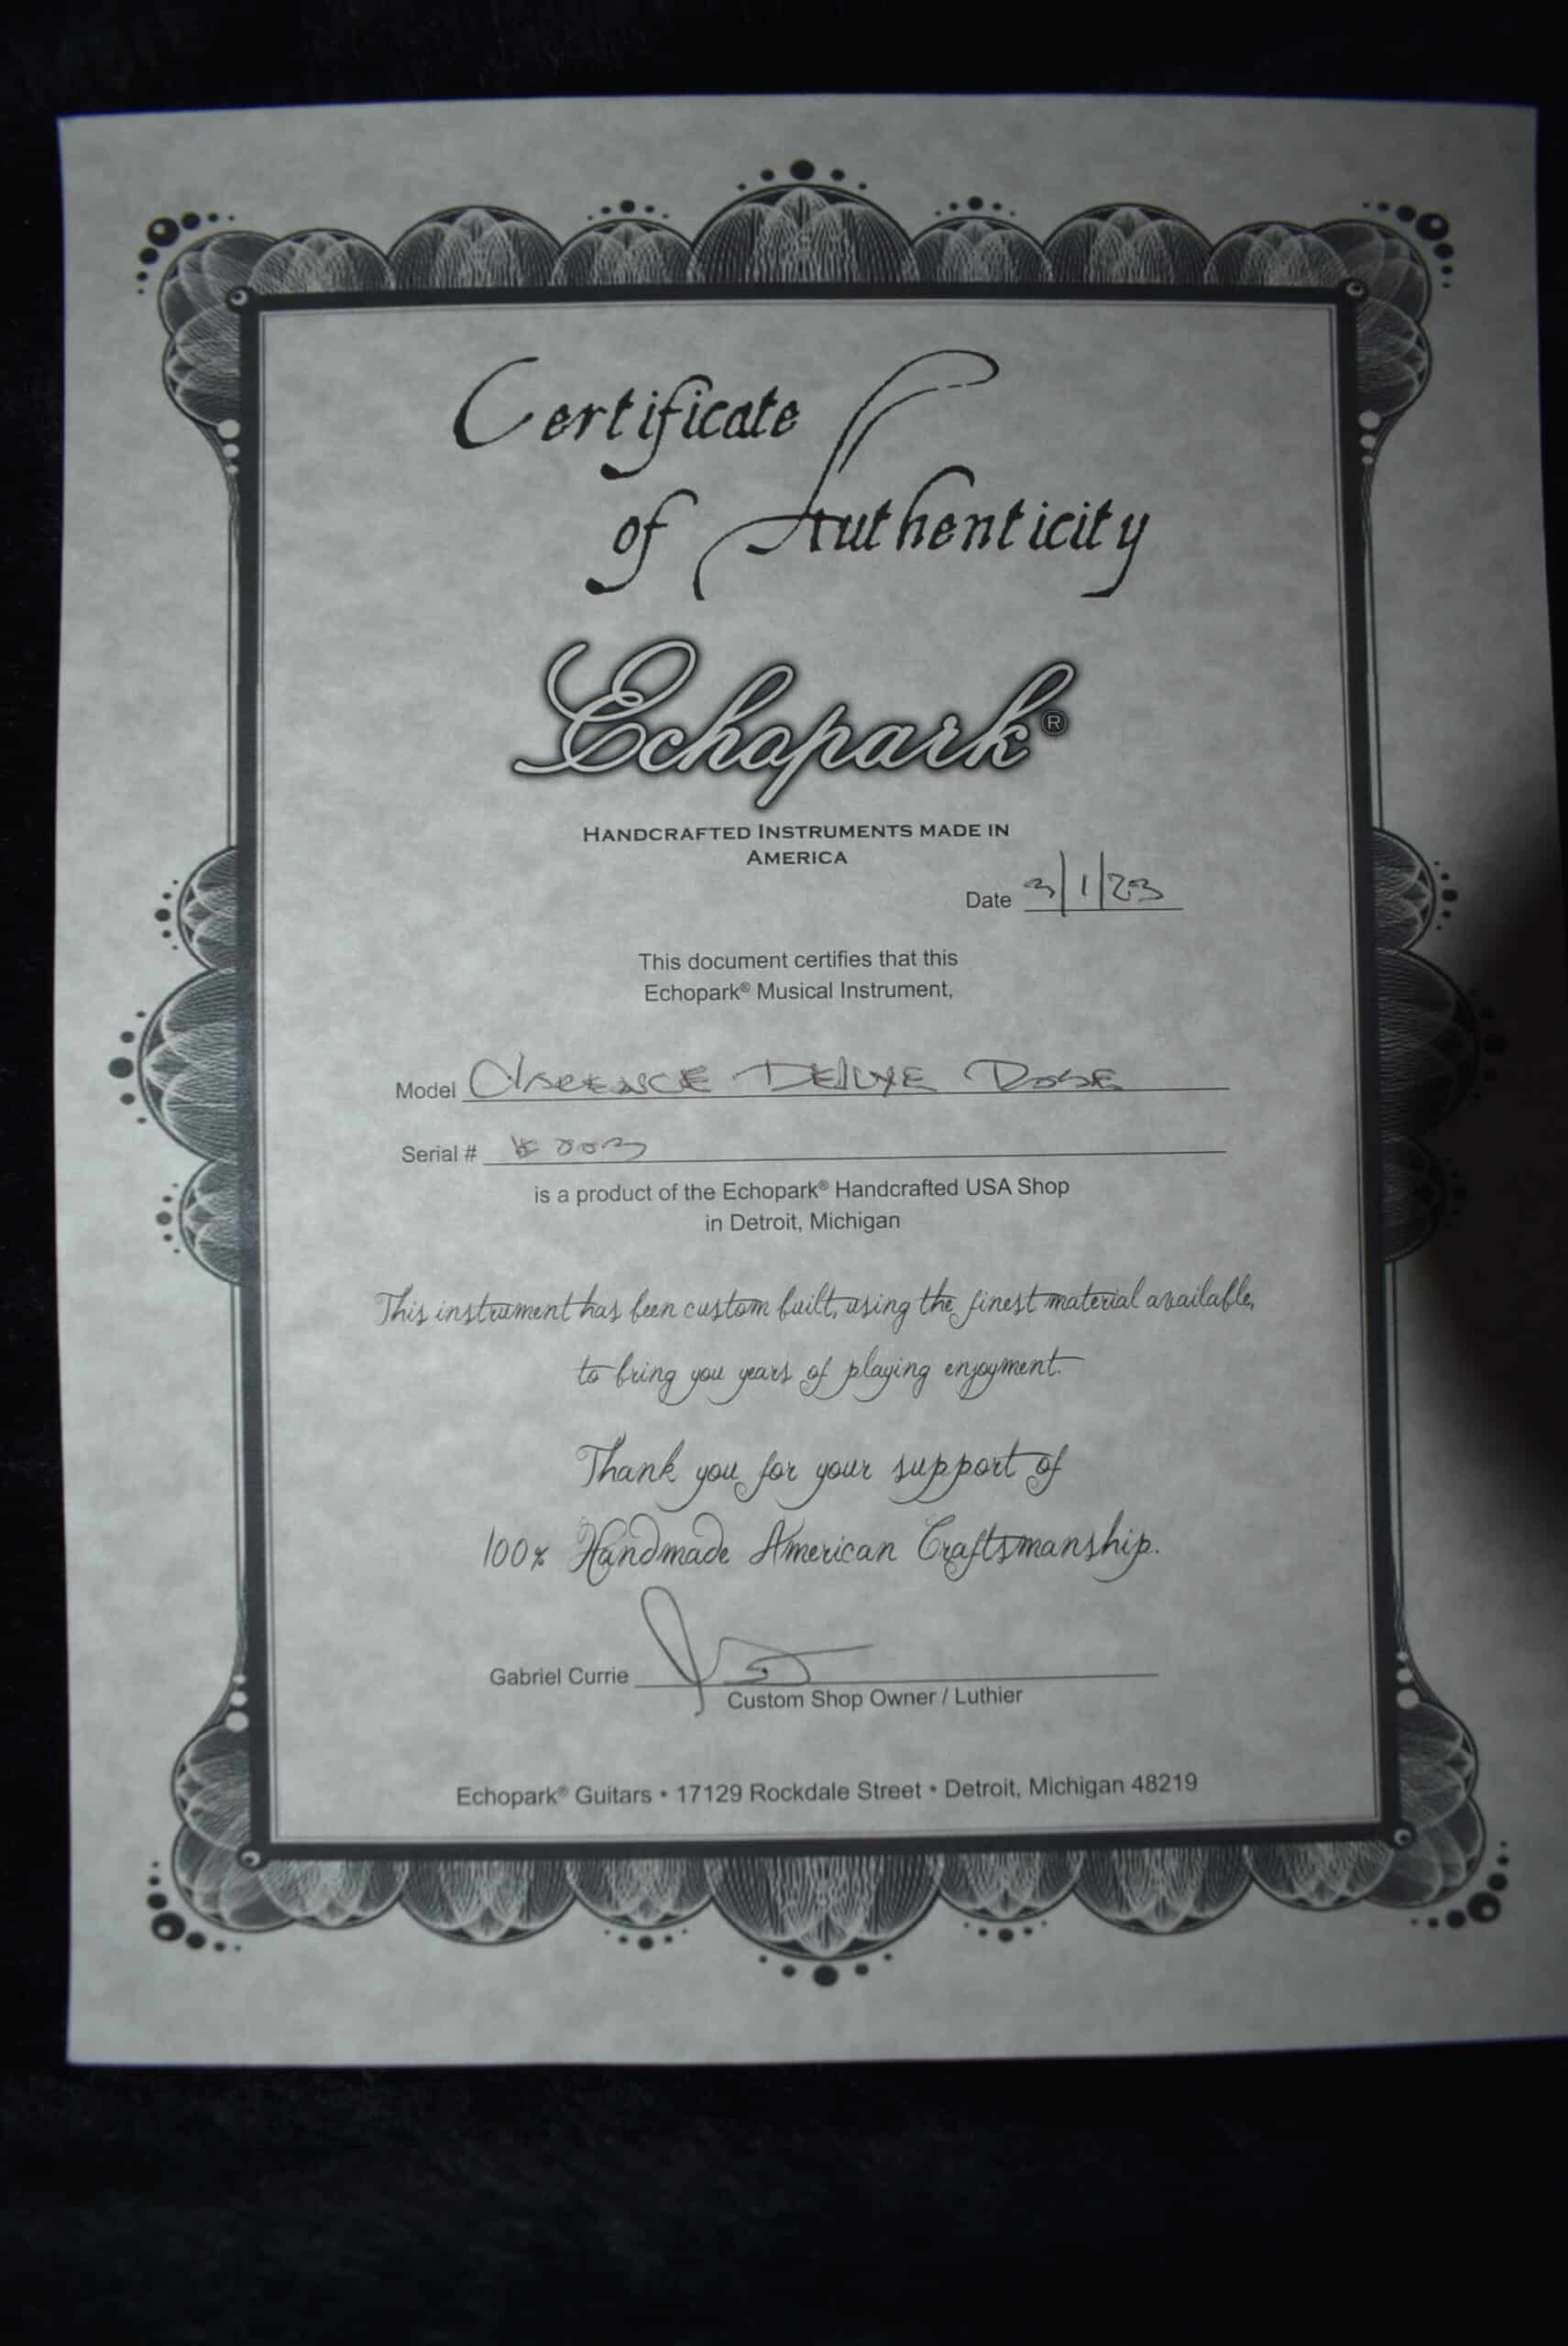 Certificate
of Authenticity
Echopark®
HANDCRAFTED INSTRUMENTS MADE IN
AMERICA
Date 3/1/23
This document certifies that this
Echopark® Musical Instrument,
Model Clarence Deluxe
Serial #
is a product of the Echopark® Handcrafted USA Shop
in Detroit, Michigan
This instrument has been custom built, using the finest material available,
to bring you years of playing enjoyment.
Thank you for your support of
100% Handmade American Craftsmanship.
Gabriel Currie
Custom Shop Owner / Luthier
Echopark® Guitars • 17129 Rockdale Street • Detroit, Michigan 48219